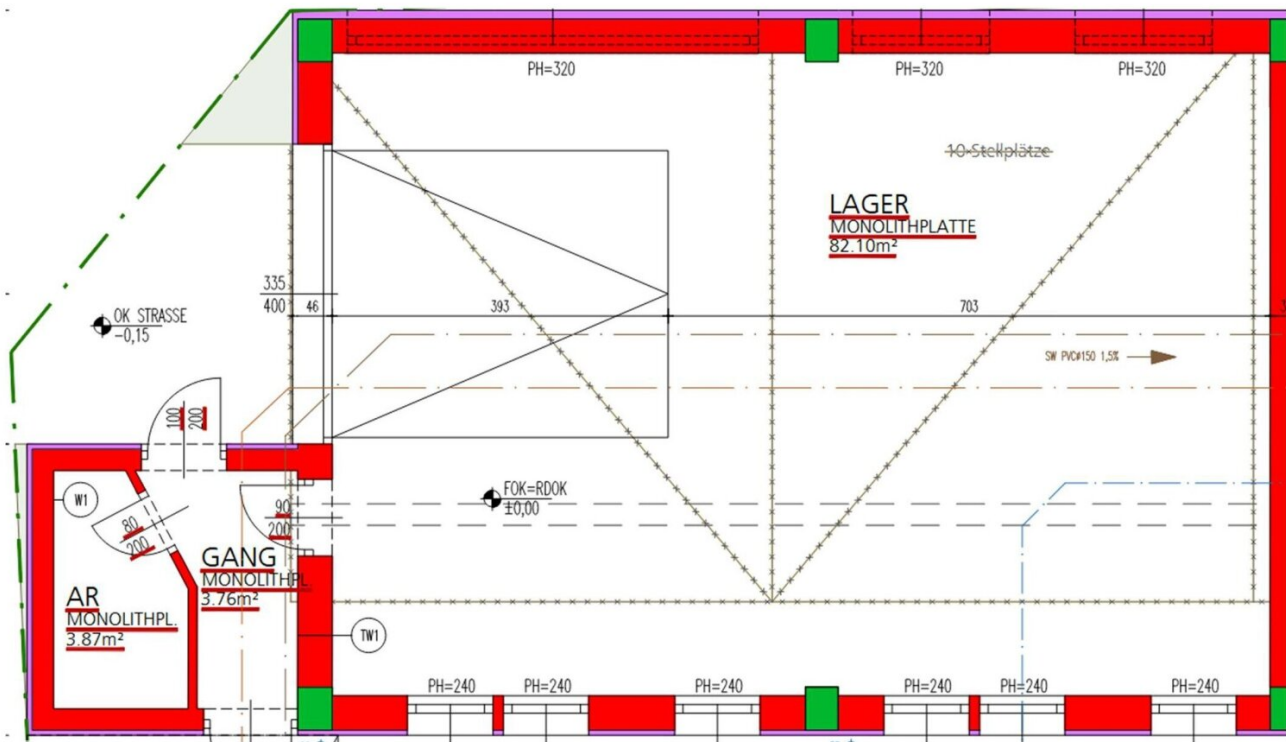 PH=320
PH=320
PH=320
10 Stellplätze
LAGER
MONOLITHPLATTE
82.10m²
335
400
46
393
703
OK STRASSE
-0,15
SW PVCø150 1,5%
100
200
W1
FOK=RDOK
±0,00
80
200
90
200
GANG
MONOLITHPL.
3.76m²
AR
MONOLITHPL.
3.87m²
TW1
PH=240
PH=240
PH=240
PH=240
PH=240
PH=240